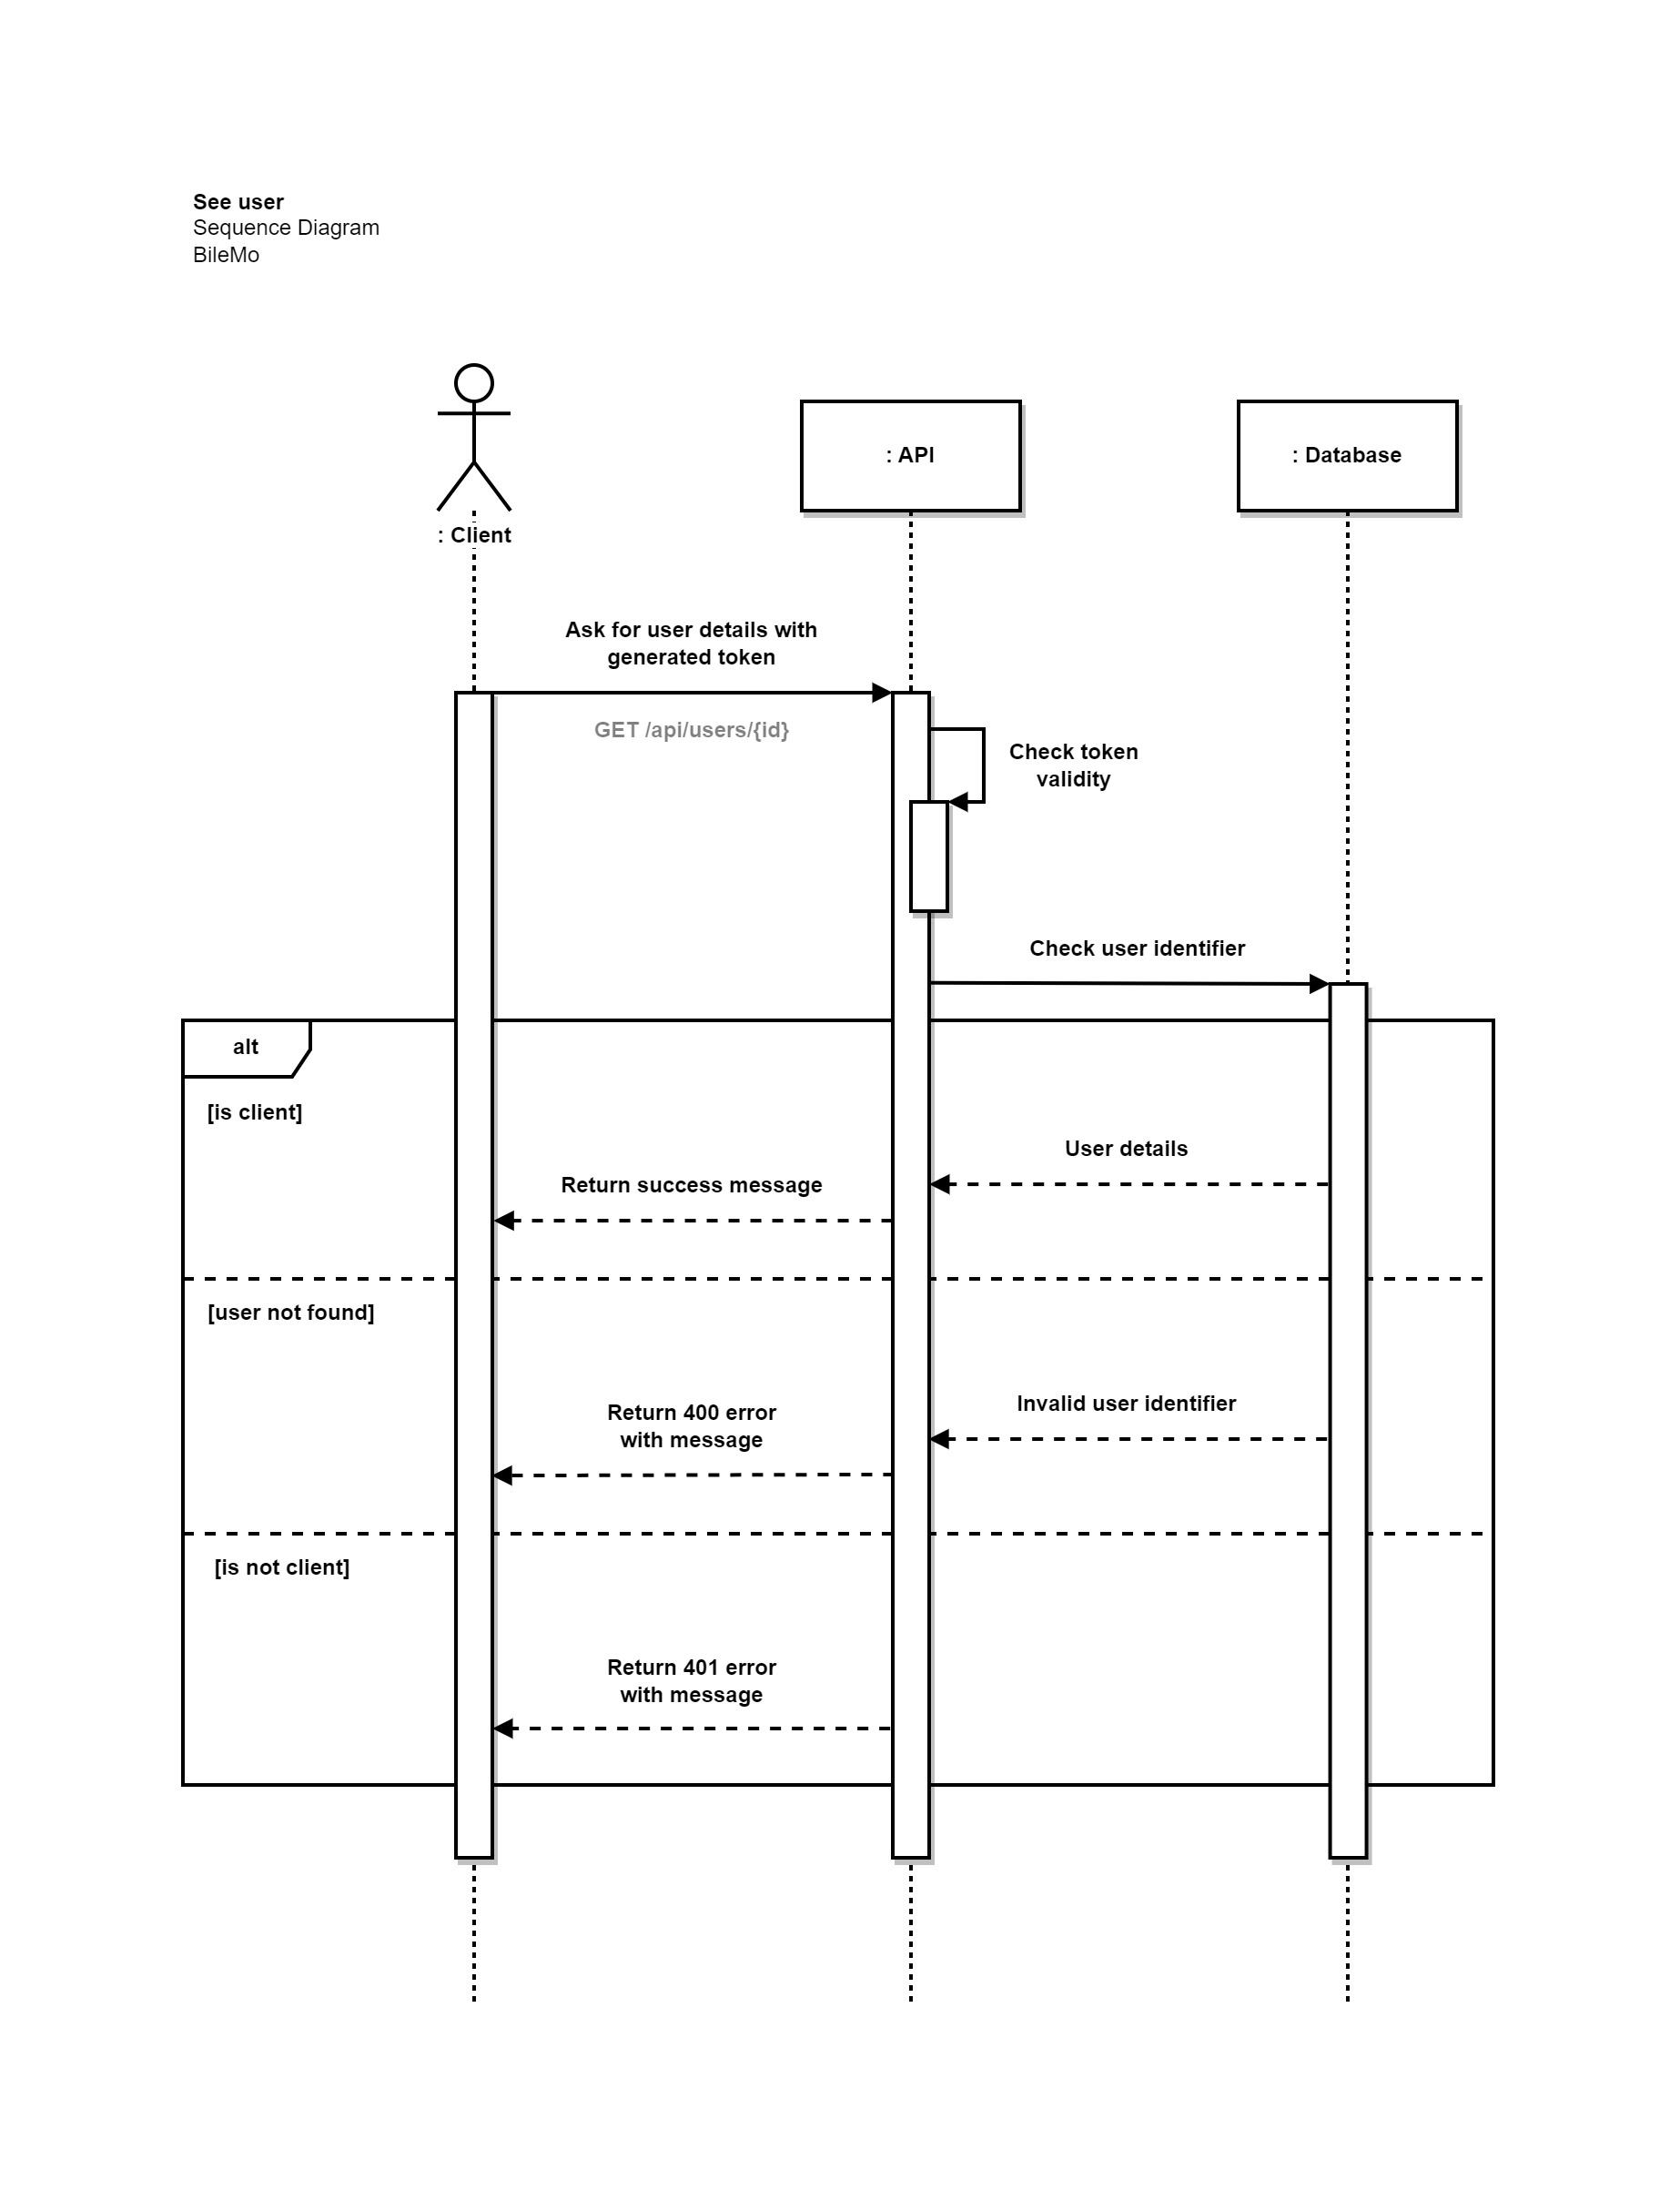 See user
Sequence Diagram
BileMo
: Client
: API
: Database
Ask for user details with
generated token
GET /api/users/{id}
Check token
validity
Check user identifier
alt
[is client]
User details
Return success message
[user not found]
Invalid user identifier
Return 400 error
with message
[is not client]
Return 401 error
with message